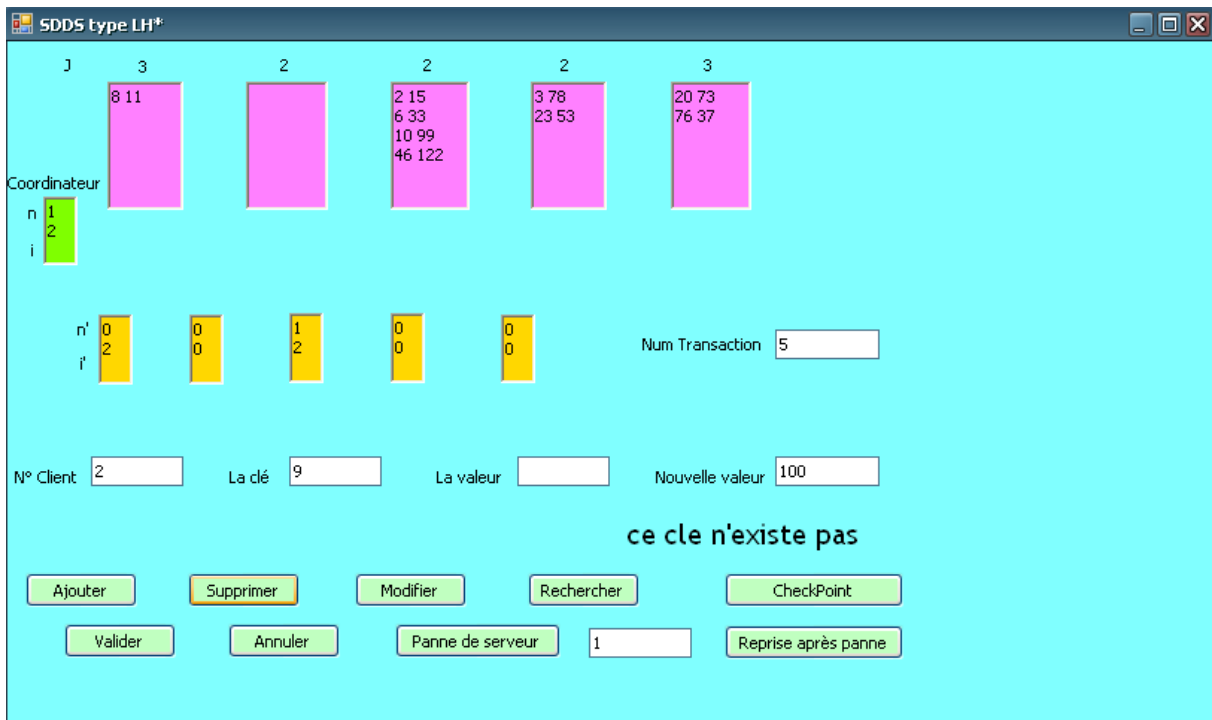 SDDS type LH*
J 3 2 2 2 3
8 11 2 15 3 78 20 73
6 33 23 53 76 37
10 99
46 122
Coordinateur
n 1
i 2
n' 0 0 1 0 0
i' 2 0 2 0 0
Num Transaction 5
N° Client 2 La clé 9 La valeur Nouvelle valeur 100
ce cle n'existe pas
Ajouter Supprimer Modifier Rechercher CheckPoint
Valider Annuler Panne de serveur 1 Reprise après panne